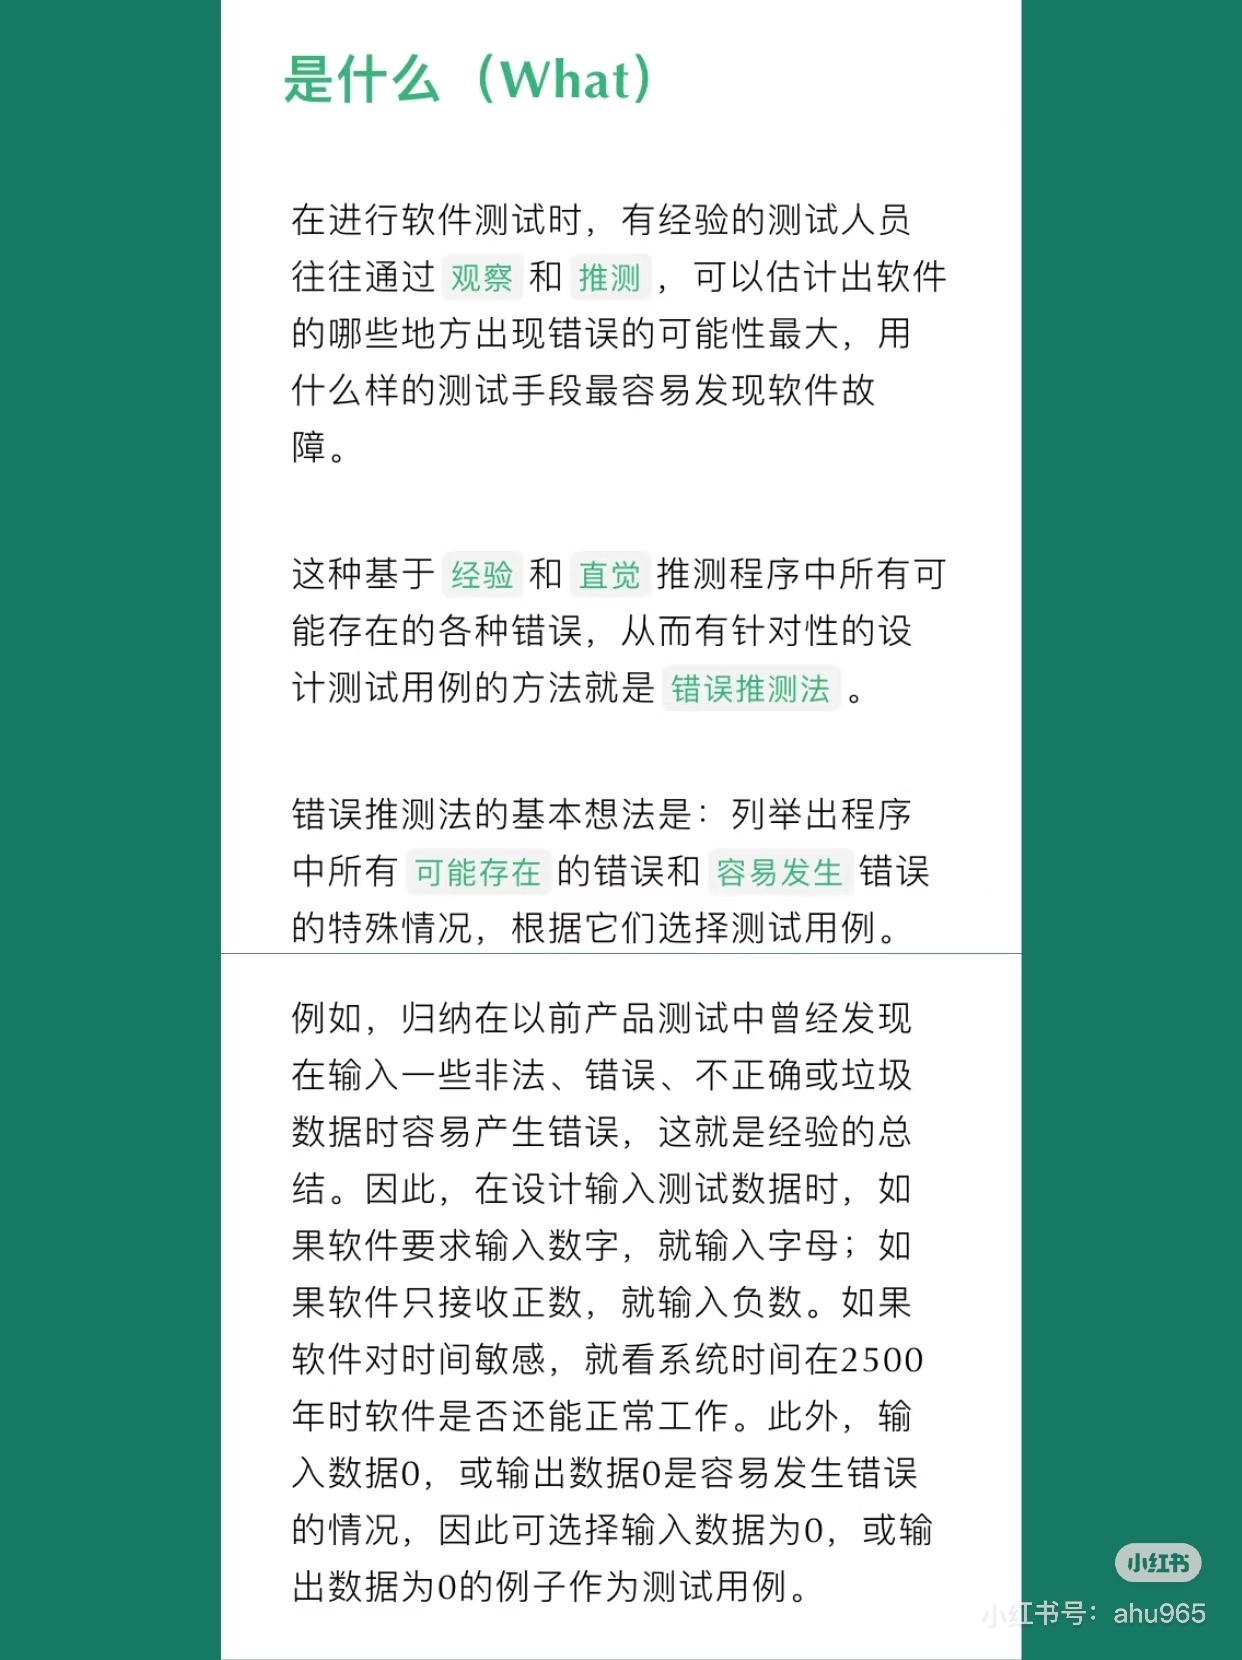 是什么（What）
在进行软件测试时，有经验的测试人员
往往通过 观察 和 推测 ，可以估计出软件
的哪些地方出现错误的可能性最大，用
什么样的测试手段最容易发现软件故
障。
这种基于 经验 和 直觉 推测程序中所有可
能存在的各种错误，从而有针对性的设
计测试用例的方法就是 错误推测法 。
错误推测法的基本想法是：列举出程序
中所有 可能存在 的错误和 容易发生 错误
的特殊情况，根据它们选择测试用例。
例如，归纳在以前产品测试中曾经发现
在输入一些非法、错误、不正确或垃圾
数据时容易产生错误，这就是经验的总
结。因此，在设计输入测试数据时，如
果软件要求输入数字，就输入字母；如
果软件只接收正数，就输入负数。如果
软件对时间敏感，就看系统时间在2500
年时软件是否还能正常工作。此外，输
入数据0，或输出数据0是容易发生错误
的情况，因此可选择输入数据为0，或输
出数据为0的例子作为测试用例。
小红书
小红书号：ahu965